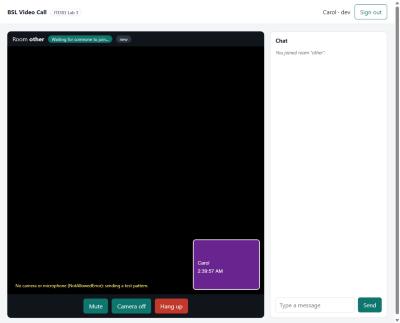 BSL Video Call
Carol - dev
Sign out
Room other
Waiting for someone to join...
new
Chat
You joined room "other".
Carol
2:39:57 AM
No camera or microphone (NotAllowedError): sending a test pattern.
Mute
Camera off
Hang up
Type a message
Send